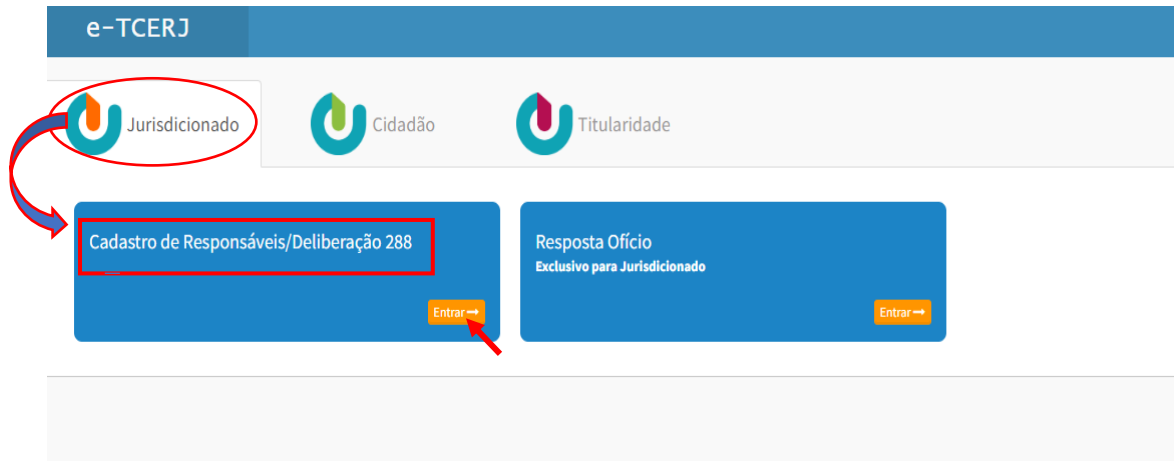 e-TCERJ
Jurisdicionado
Cidadão
Titularidade
Cadastro de Responsáveis/Deliberação 288
Entrar
Resposta Ofício
Exclusivo para Jurisdicionado
Entrar